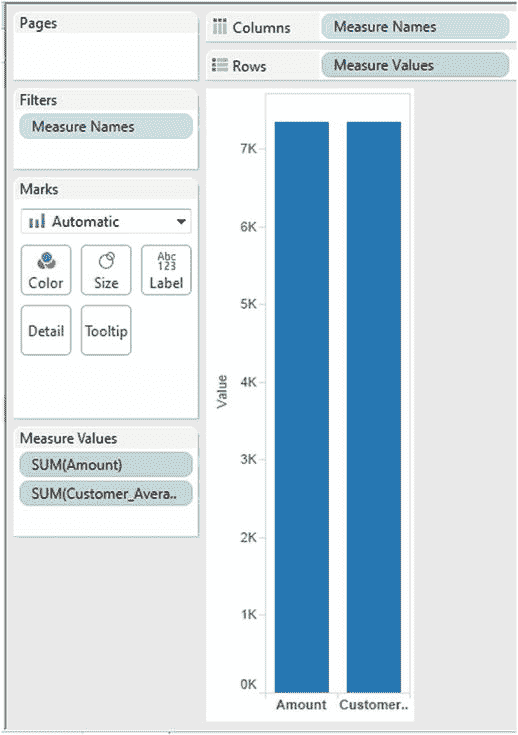 Pages
Columns
Measure Names
Rows
Measure Values
Filters
Measure Names
Marks
Automatic
Color
Size
Abc
123
Label
Detail
Tooltip
Measure Values
SUM(Amount)
SUM(Customer_Avera..
Value
7K
6K
5K
4K
3K
2K
1K
0K
Amount
Customer..